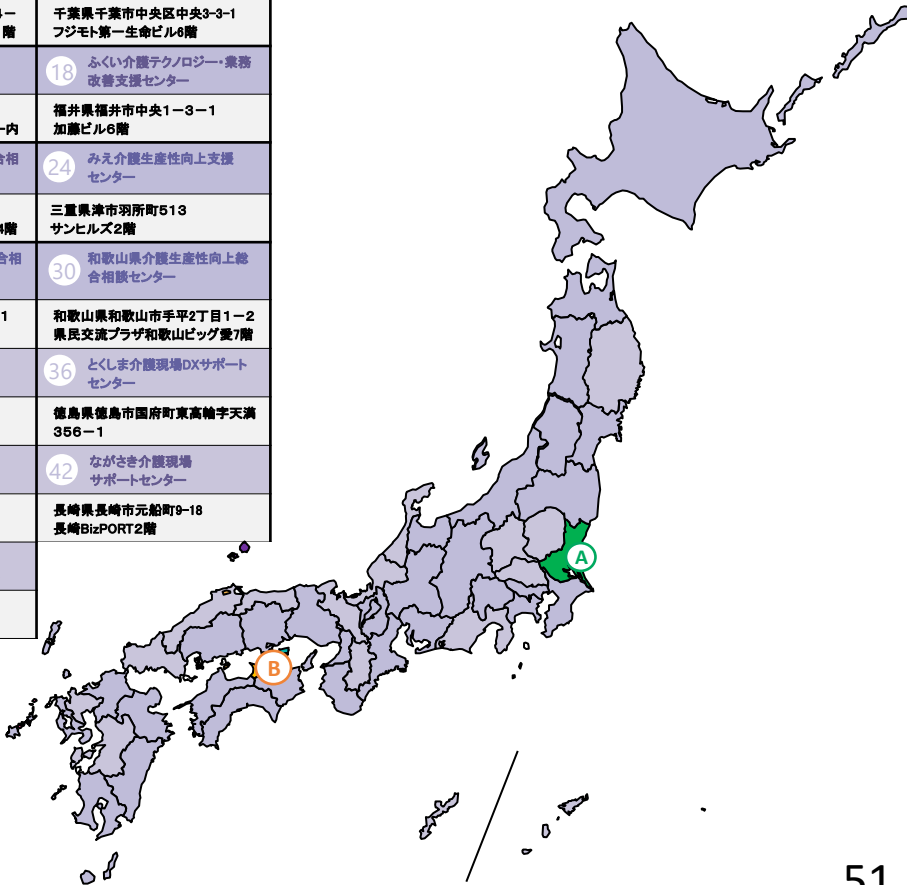 千葉県千葉市中央区中央3-3-1
階 フジモト第一生命ビル6階
18 ふくい介護テクノロジー・業務
改善支援センター
福井県福井市中央1－3－1
内 加藤ビル6階
合相 24 みえ介護生産性向上支援
センター
三重県津市羽所町513
階 サンヒルズ2階
合相 30 和歌山県介護生産性向上総
合相談センター
1 和歌山県和歌山市手平2丁目1－2
県民交流プラザ和歌山ビッグ愛7階
36 とくしま介護現場DXサポート
センター
徳島県徳島市国府町東高輪字天満
356－1
42 ながさき介護現場
サポートセンター
長崎県長崎市元船町9-18
長崎BizPORT2階
A
B
51